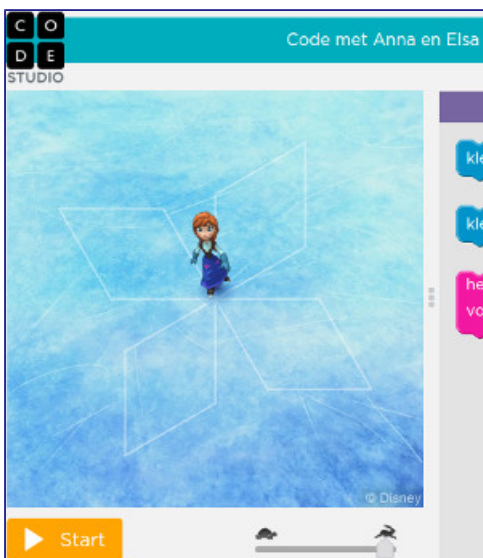 C O
D E
STUDIO
Code met Anna en Elsa
kle
kle
he
vo
© Disney
Start